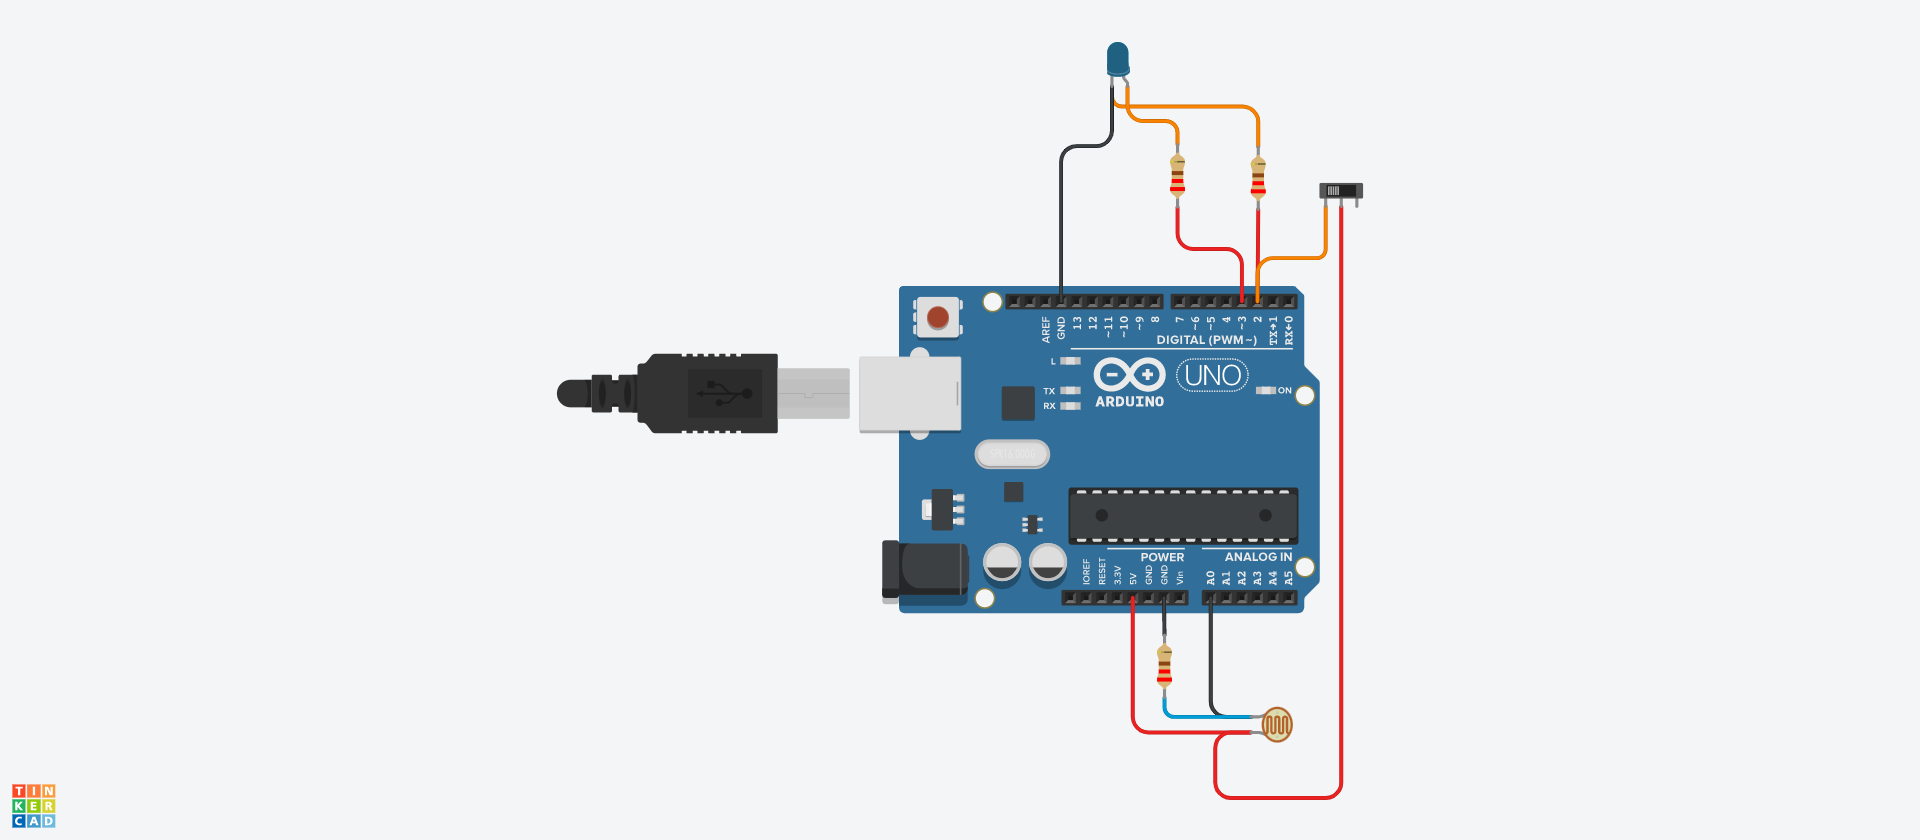 AREF
GND
13
12
~11
~10
~9
8
7
~6
~5
4
~3
2
TX→1
RX←0
DIGITAL (PWM~)
L
TX
RX
UNO
ON
ARDUINO
POWER
ANALOG IN
IOREF
RESET
3.3V
5V
GND
GND
Vin
A0
A1
A2
A3
A4
A5
TIN
KER
CAD